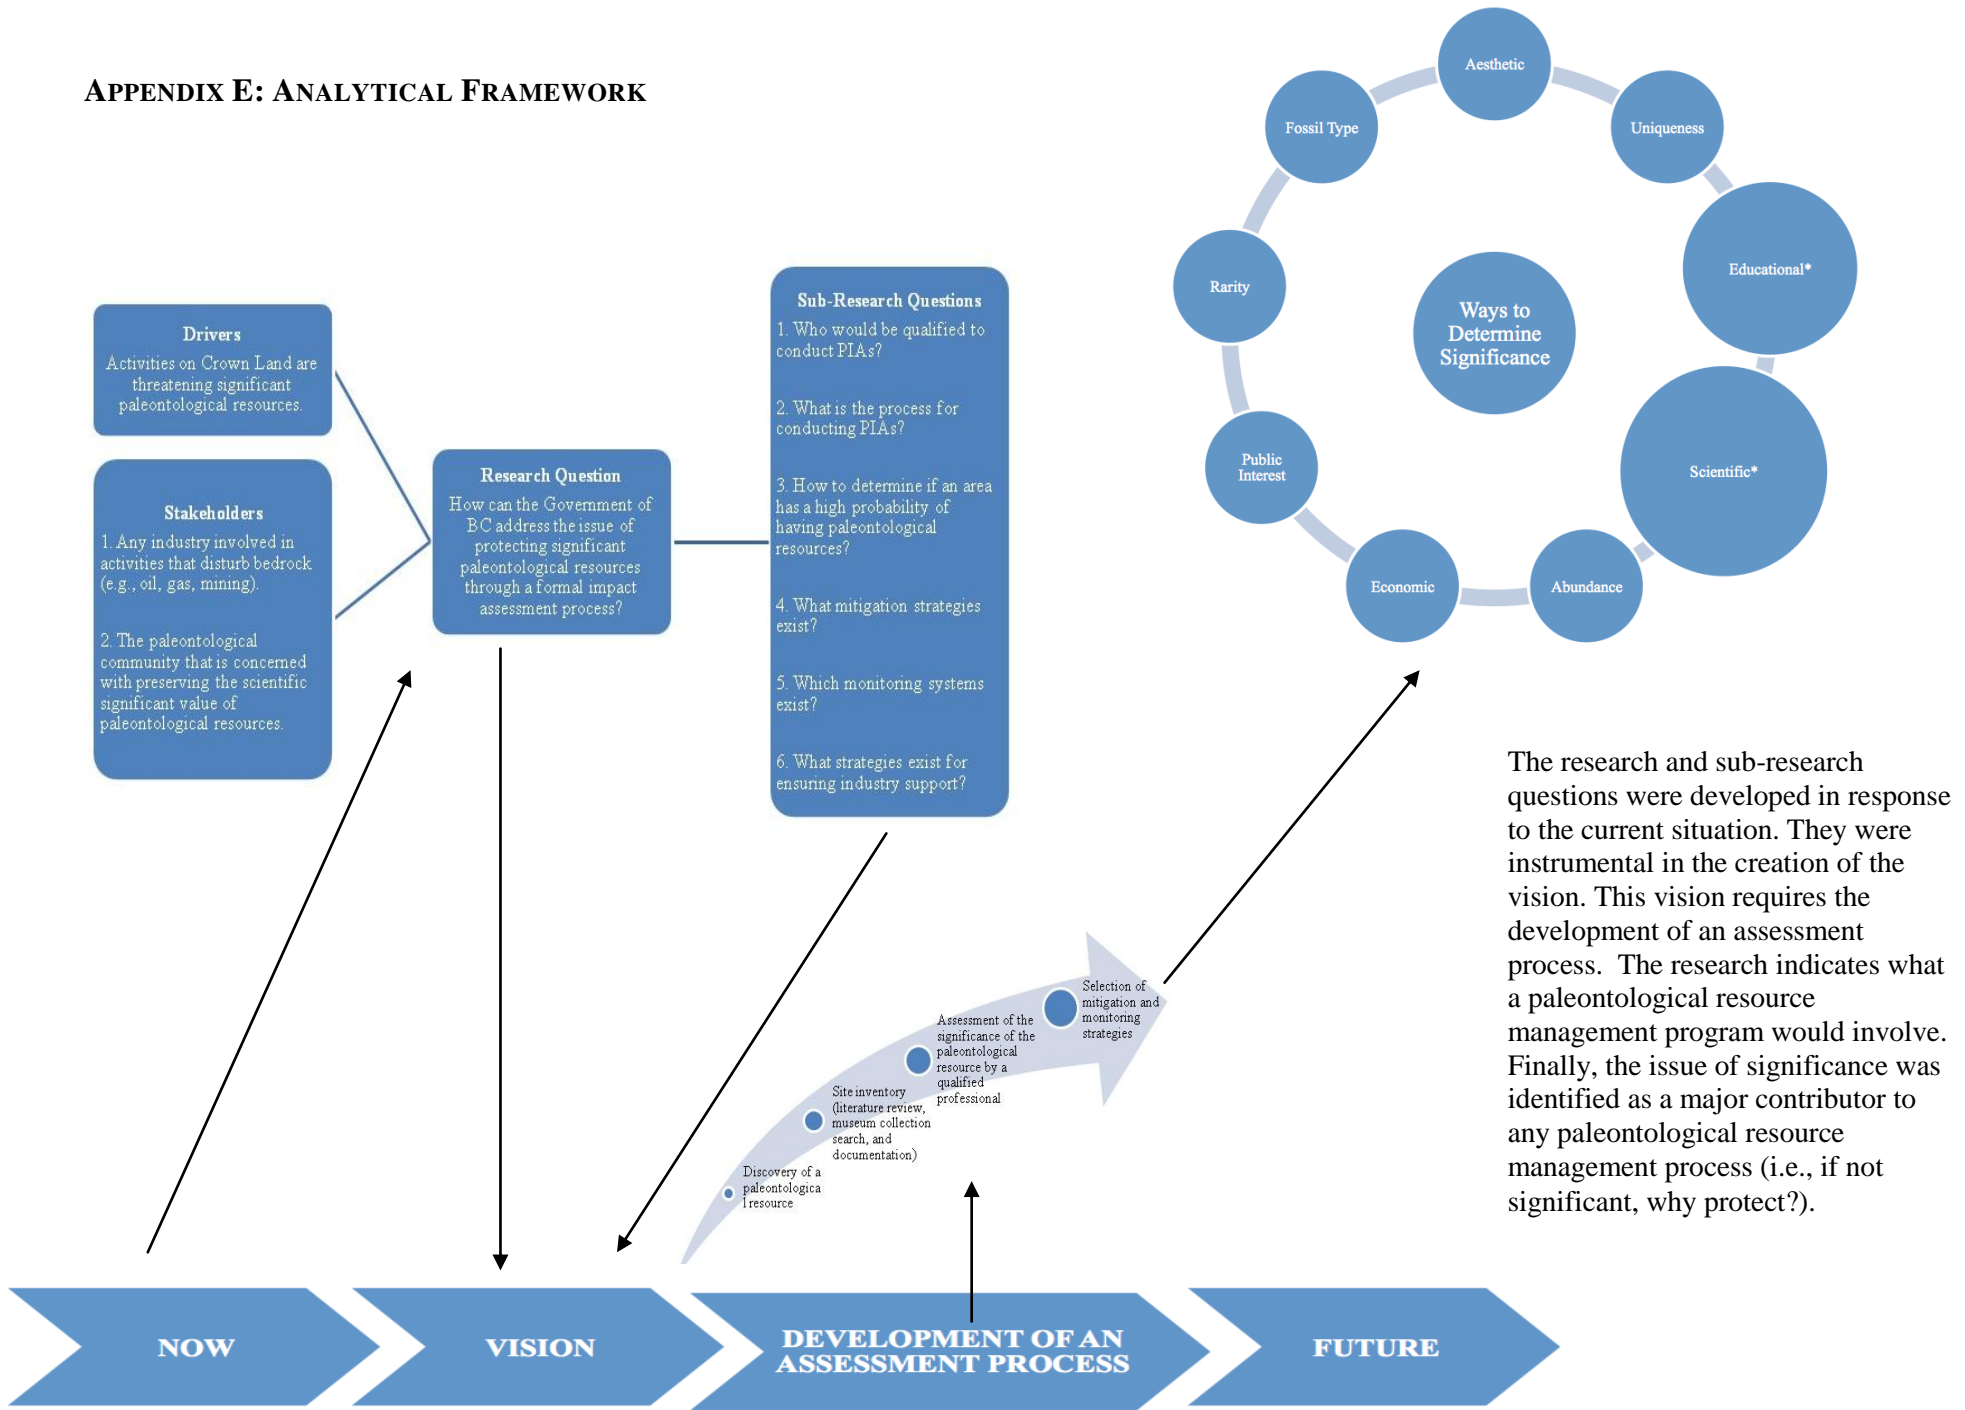 APPENDIX E: ANALYTICAL FRAMEWORK
Drivers
Activities on Crown Land are
threatening significant
paleontological resources.
Stakeholders
1. Any industry involved in
activities that disturb bedrock
(e.g., oil, gas, mining).
2. The paleontological
community that is concerned
with preserving the scientific
significant value of
paleontological resources.
Research Question
How can the Government of
BC address the issue of
protecting significant
paleontological resources
through a formal impact
assessment process?
Sub-Research Questions
1. Who would be qualified to
conduct PIAs?
2. What is the process for
conducting PIAs?
3. How to determine if an area
has a high probability of
having paleontological
resources?
4. What mitigation strategies
exist?
5. Which monitoring systems
exist?
6. What strategies exist for
ensuring industry support?
Aesthetic
Uniqueness
Educational*
Scientific*
Abundance
Economic
Public
Interest
Rarity
Fossil Type
Ways to
Determine
Significance
The research and sub-research
questions were developed in response
to the current situation. They were
instrumental in the creation of the
vision. This vision requires the
development of an assessment
process.  The research indicates what
a paleontological resource
management program would involve.
Finally, the issue of significance was
identified as a major contributor to
any paleontological resource
management process (i.e., if not
significant, why protect?).
Discovery of a
paleontologica
l resource
Site inventory
(literature review,
museum collection
search, and
documentation)
Assessment of the
significance of the
paleontological
resource by a
qualified
professional
Selection of
mitigation and
monitoring
strategies
NOW
VISION
DEVELOPMENT OF AN
ASSESSMENT PROCESS
FUTURE